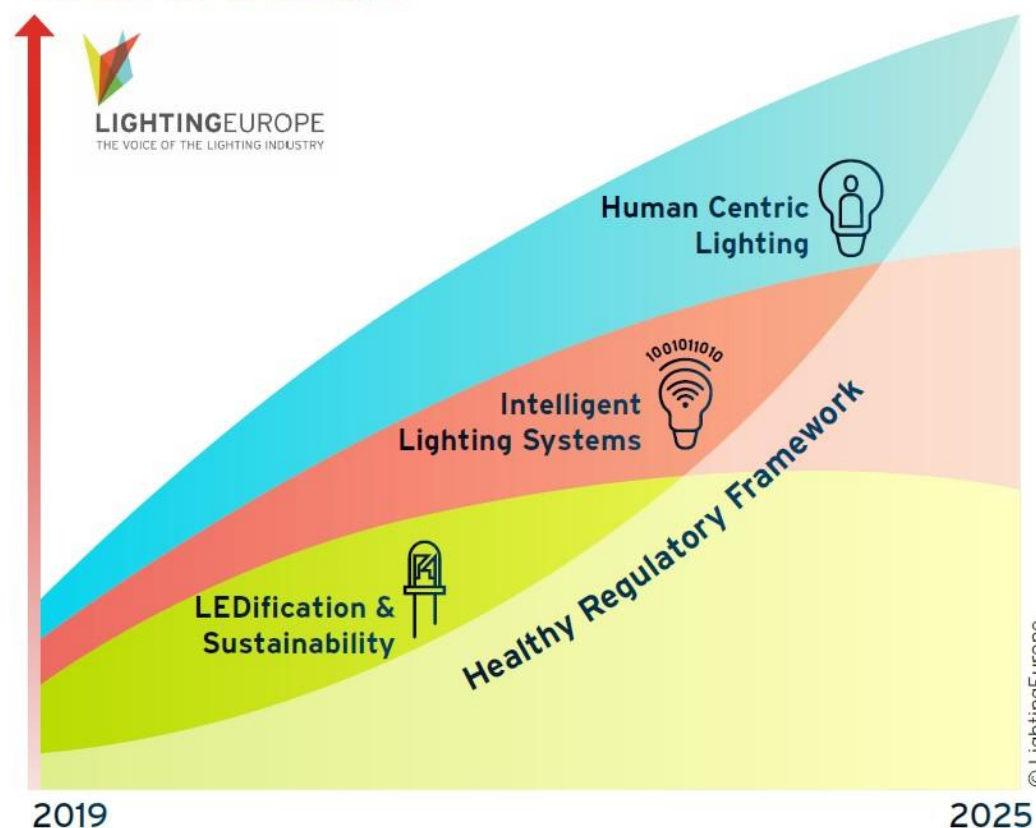 LIGHTINGEUROPE
THE VOICE OF THE LIGHTING INDUSTRY
Human Centric
Lighting
1001011010
Intelligent
Lighting Systems
LEDification &
Sustainability
Healthy Regulatory Framework
© LightingEurope
2019
2025